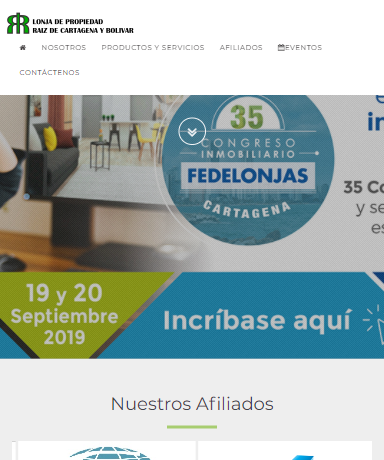 LONJA DE PROPIEDAD
RAIZ DE CARTAGENA Y BOLIVAR
NOSOTROS PRODUCTOS Y SERVICIOS AFILIADOS EVENTOS
CONTÁCTENOS
35
CONGRESO
INMOBILIARIO
FEDELONJAS
CARTAGENA
35 Co
y se
es
19 y 20
Septiembre
2019
Incríbase aquí
Nuestros Afiliados